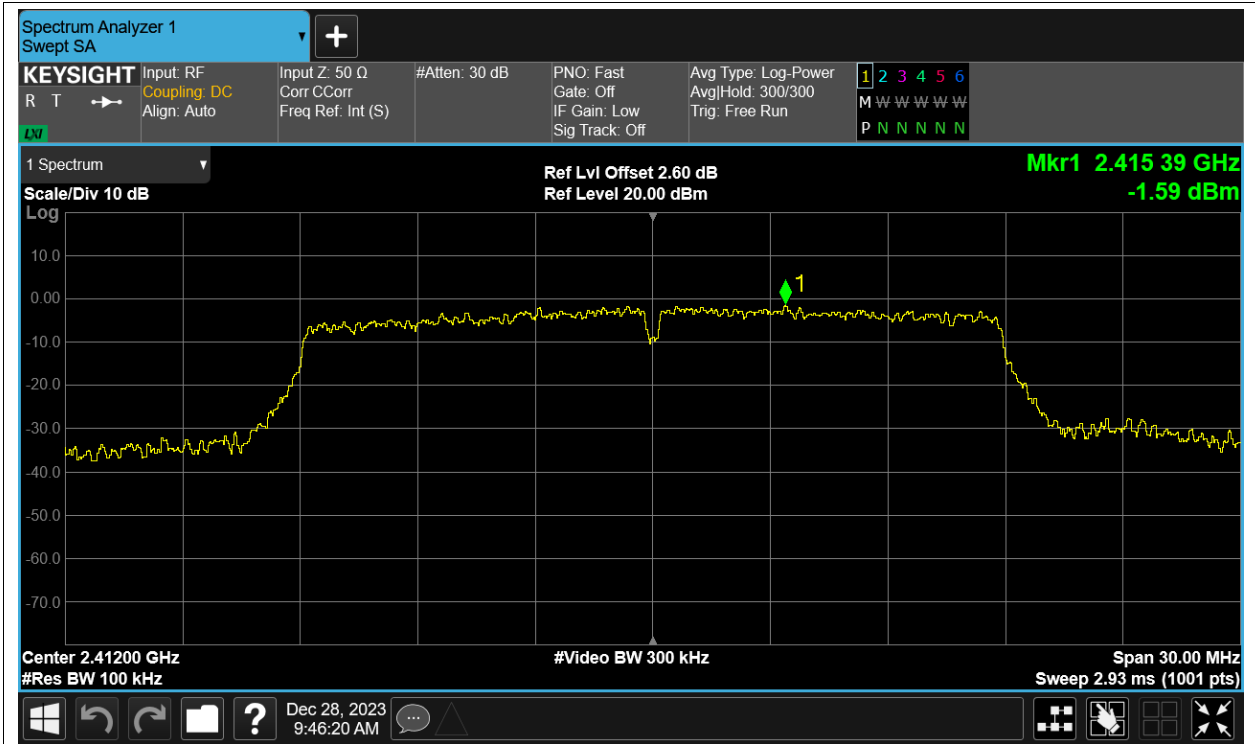 Spectrum Analyzer 1
Swept SA
KEYSIGHT
R T
LXI
Input: RF
Coupling: DC
Align: Auto
Input Z: 50 Ω
Corr CCorr
Freq Ref: Int (S)
#Atten: 30 dB
PNO: Fast
Gate: Off
IF Gain: Low
Sig Track: Off
Avg Type: Log-Power
Avg|Hold: 300/300
Trig: Free Run
1 2 3 4 5 6
M W W W W W
P N N N N N
1 Spectrum
Scale/Div 10 dB
Ref Lvl Offset 2.60 dB
Ref Level 20.00 dBm
Mkr1 2.415 39 GHz
-1.59 dBm
Log
10.0
0.00
-10.0
-20.0
-30.0
-40.0
-50.0
-60.0
-70.0
1
Center 2.41200 GHz
#Video BW 300 kHz
Span 30.00 MHz
#Res BW 100 kHz
Sweep 2.93 ms (1001 pts)
?
Dec 28, 2023
9:46:20 AM